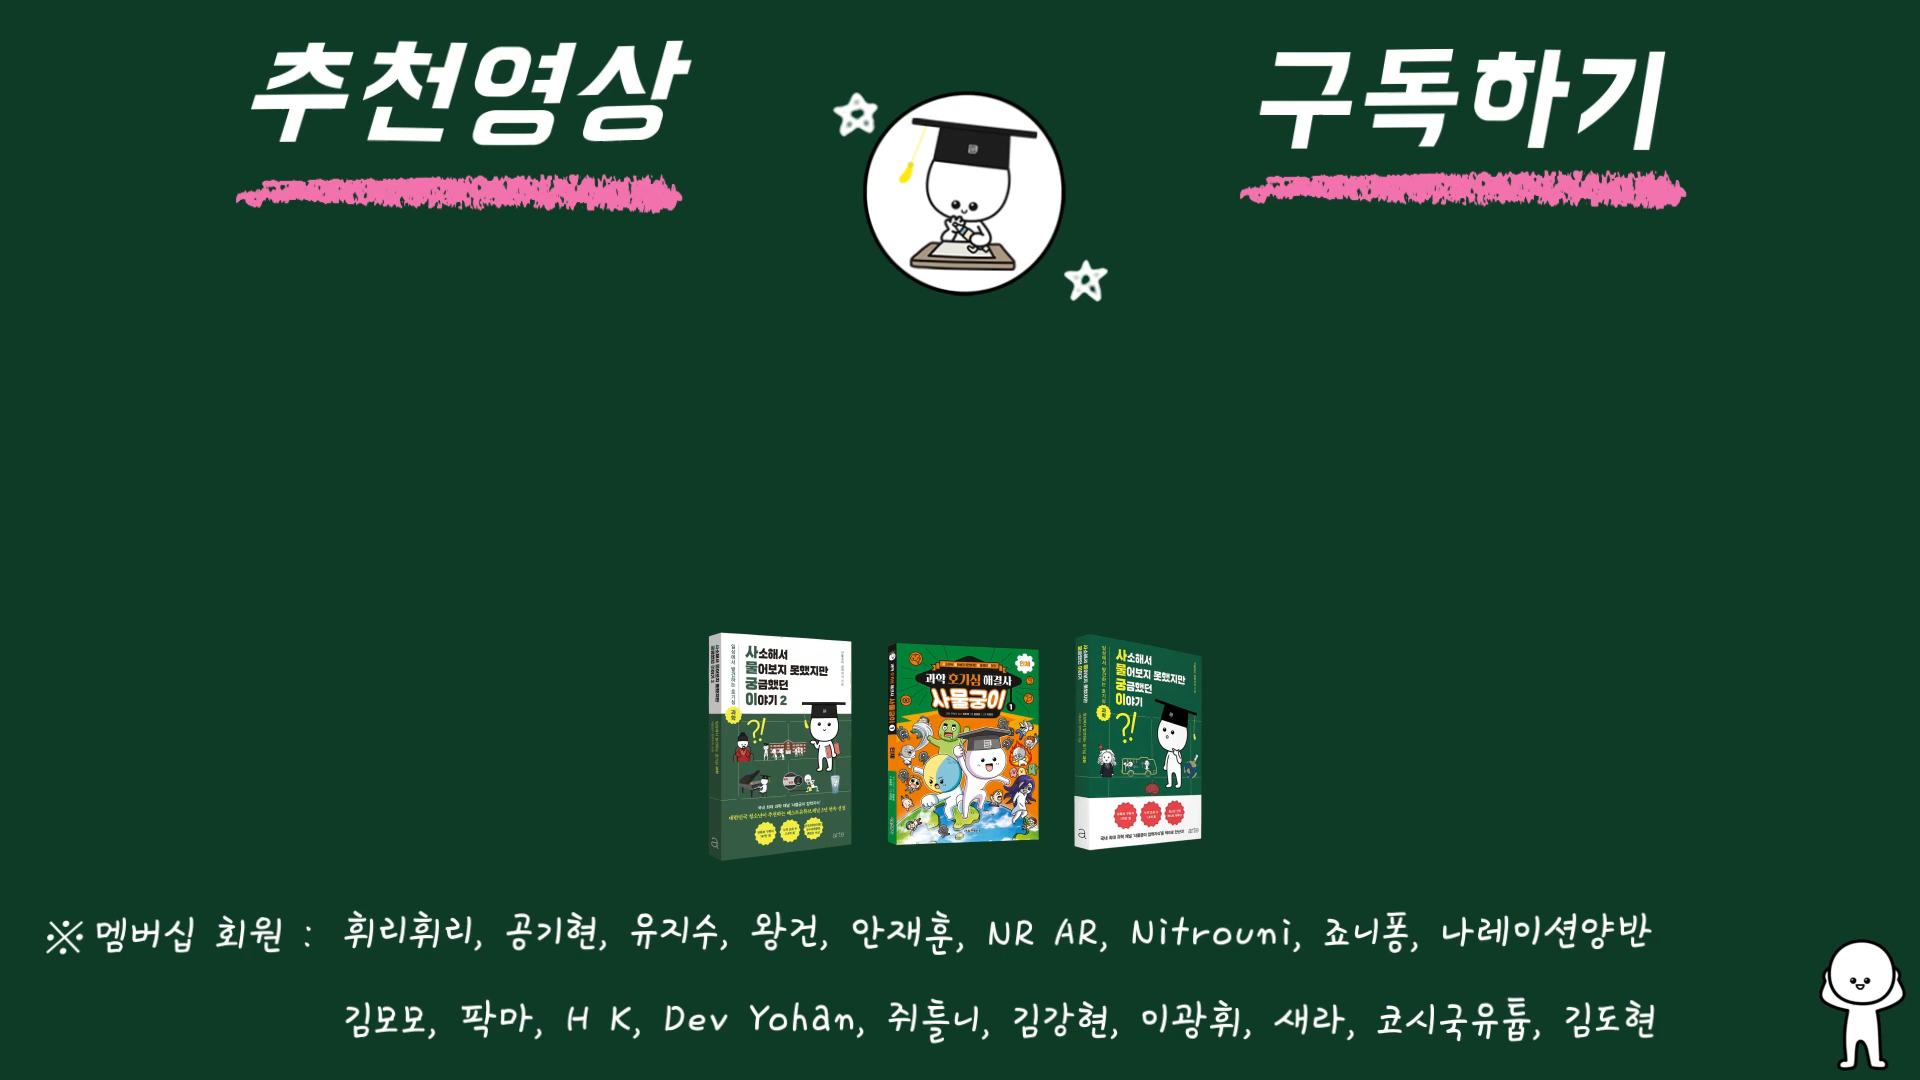 추천영상
구독하기
사소해서
물어보지 못했지만
궁금했던
이야기 2
과학 호기심 해결사
사물궁이
1
인체
사소해서
물어보지 못했지만
궁금했던
이야기
※ 멤버십 회원 : 휘리휘리, 공기현, 유지수, 왕건, 안재훈, NR AR, Nitrouni, 죠니퐁, 나레이션양반
김모모, 팍마, H K, Dev Yohan, 쥐틀니, 김강현, 이광휘, 새라, 코시국유튭, 김도현